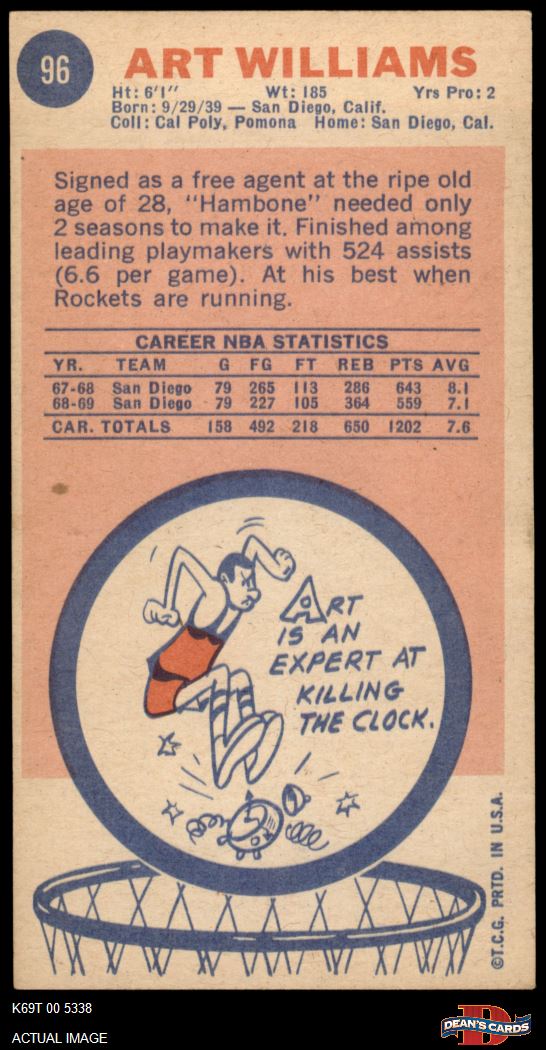 96
ART WILLIAMS
Ht: 6'1" Wt: 185 Yrs Pro: 2
Born: 9/29/39 — San Diego, Calif.
Coll: Cal Poly, Pomona Home: San Diego, Cal.
Signed as a free agent at the ripe old
age of 28, "Hambone" needed only
2 seasons to make it. Finished among
leading playmakers with 524 assists
(6.6 per game). At his best when
Rockets are running.
CAREER NBA STATISTICS
YR. TEAM G FG FT REB PTS AVG
67-68 San Diego 79 265 113 286 643 8.1
68-69 San Diego 79 227 105 364 559 7.1
CAR. TOTALS 158 492 218 650 1202 7.6
ART
IS AN
EXPERT AT
KILLING
THE CLOCK.
©T.C.G. PRTD. IN U.S.A.
K69T 00 5338
ACTUAL IMAGE
D
DEAN'S CARDS